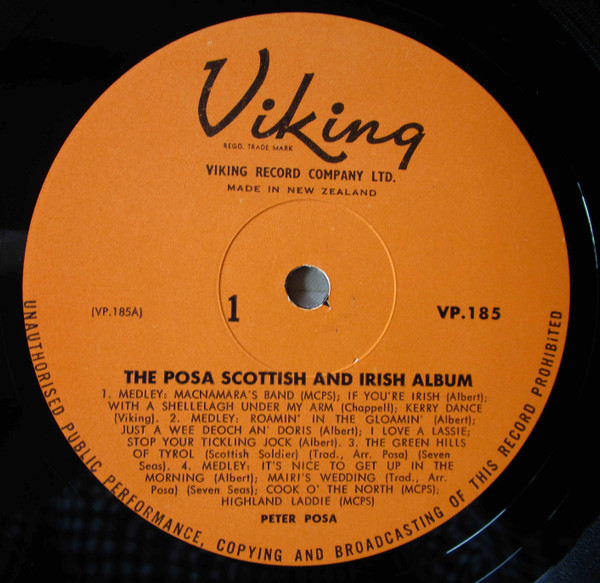 Viking
REGD. TRADE MARK
VIKING RECORD COMPANY LTD.
MADE IN NEW ZEALAND
(VP.185A)
1
VP.185
THE POSA SCOTTISH AND IRISH ALBUM
1. MEDLEY: MACNAMARA'S BAND (MCPS); IF YOU'RE IRISH (Albert);
WITH A SHELLELAGH UNDER MY ARM (Chappell); KERRY DANCE
(Viking). 2. MEDLEY: ROAMIN' IN THE GLOAMIN' (Albert);
JUST A WEE DEOCH AN' DORIS (Albert); I LOVE A LASSIE;
STOP YOUR TICKLING JOCK (Albert). 3. THE GREEN HILLS
OF TYROL (Scottish Soldier) (Trad., Arr. Posa) (Seven
Seas). 4. MEDLEY: IT'S NICE TO GET UP IN THE
MORNING (Albert); MAIRI'S WEDDING (Trad., Arr.
Posa) (Seven Seas); COOK O' THE NORTH (MCPS);
HIGHLAND LADDIE (MCPS)
PETER POSA
UNAUTHORISED PUBLIC PERFORMANCE, COPYING AND BROADCASTING OF THIS RECORD PROHIBITED